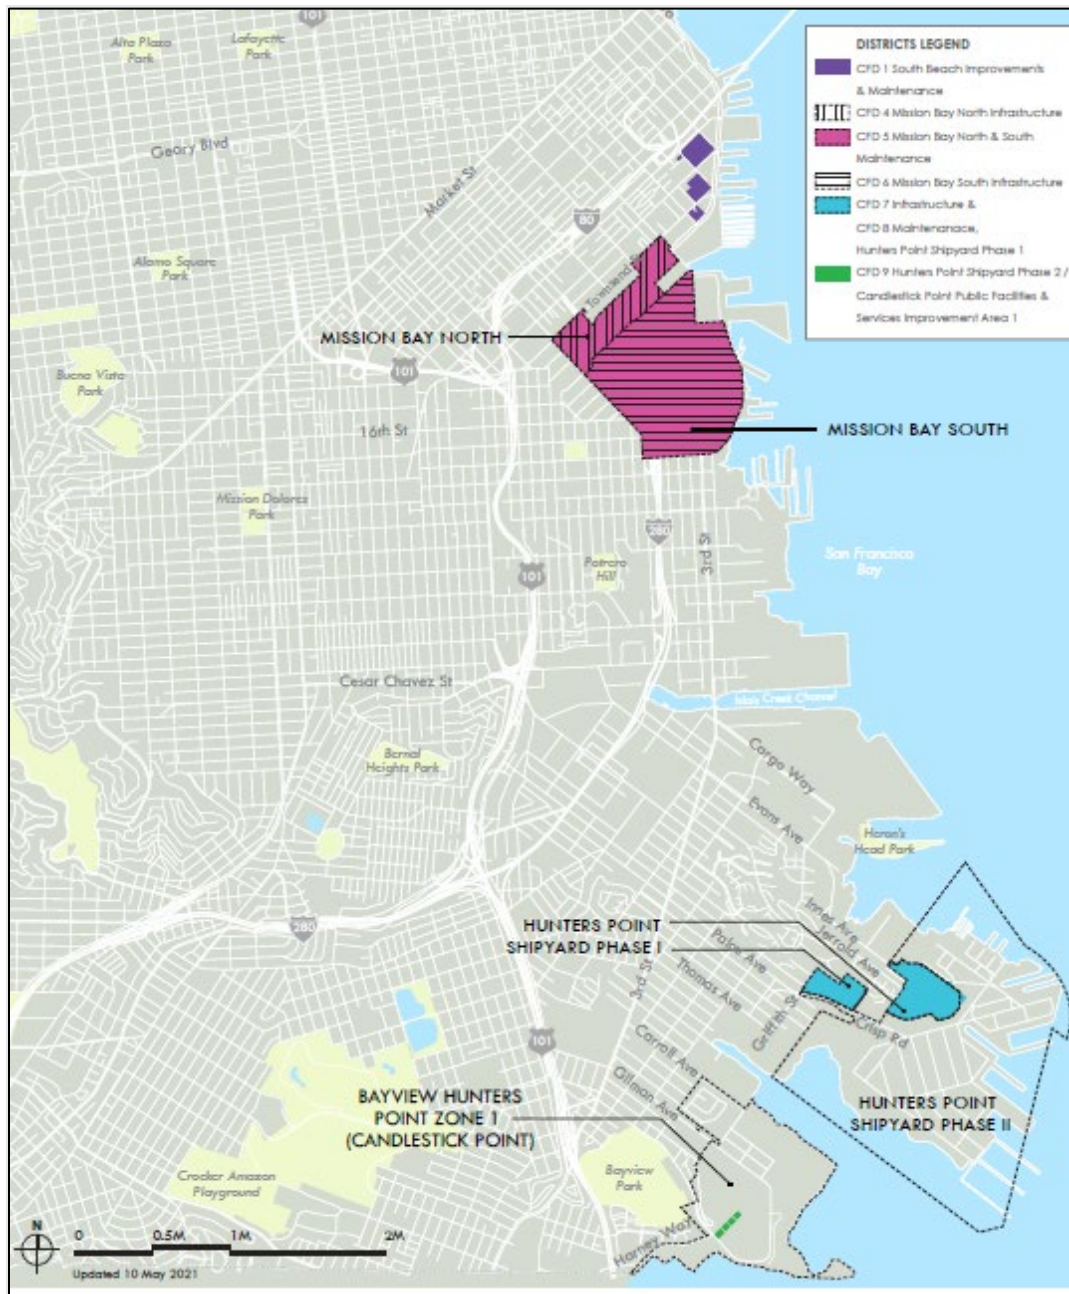 101
Alta Plaza
Park
Lafayette
Park
DISTRICTS LEGEND
CFD 1 South Beach Improvements
& Maintenance
CFD 4 Mission Bay North Infrastructure
CFD 5 Mission Bay North & South
Maintenance
CFD 6 Mission Bay South Infrastructure
CFD 7 Infrastructure &
CFD 8 Maintenanace,
Hunters Point Shipyard Phase 1
CFD 9 Hunters Point Shipyard Phase 2 /
Candlestick Point Public Facilities &
Services Improvement Area 1
Geary Blvd
Market St
80
Alamo Square
Park
Townsend St
MISSION BAY NORTH
101
Buena Vista
Park
16th St
MISSION BAY SOUTH
Mission Dolores
Park
280
3rd St
San Francisco
Bay
Potrero
Hill
101
Cesar Chavez St
Islais Creek Channel
Bernal
Heights Park
Cargo Way
Evans Ave
Heron's
Head Park
280
HUNTERS POINT
SHIPYARD PHASE I
Innes Ave
Jerrold Ave
Palou Ave
Thomas Ave
3rd St
Griffith St
Crisp Rd
101
Carroll Ave
Gilman Ave
BAYVIEW HUNTERS
POINT ZONE 1
(CANDLESTICK POINT)
HUNTERS POINT
SHIPYARD PHASE II
Crocker Amazon
Playground
Bayview
Park
Harney Way
N
0 0.5M 1M 2M
Updated 10 May 2021